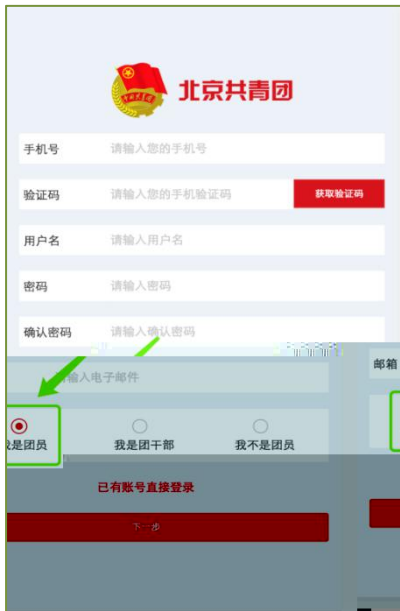 北京共青团
手机号 请输入您的手机号
验证码 请输入您的手机验证码 获取验证码
用户名 请输入用户名
密码 请输入密码
确认密码 请输入确认密码
邮箱
输入电子邮件
是团员 我是团干部 我不是团员
已有账号直接登录
下一步